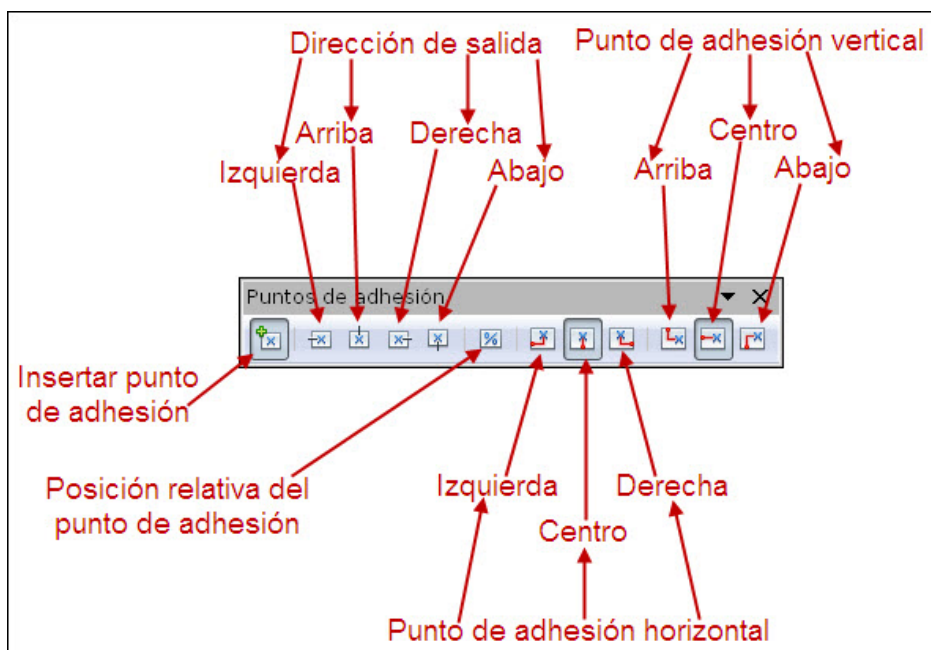 Dirección de salida
Punto de adhesión vertical
Arriba
Derecha
Centro
Izquierda
Abajo
Arriba
Abajo
Puntos de adhesión
%
Insertar punto
de adhesión
Posición relativa del
punto de adhesión
Izquierda
Derecha
Centro
Punto de adhesión horizontal